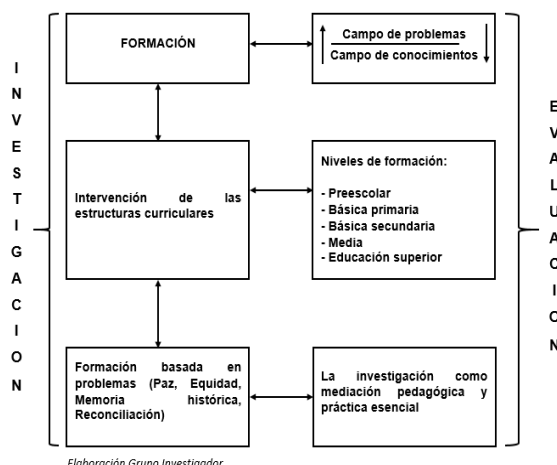 INVESTIGACION
FORMACIÓN
Campo de problemas
Campo de conocimientos
Intervención de las
estructuras curriculares
Niveles de formación:
- Preescolar
- Básica primaria
- Básica secundaria
- Media
- Educación superior
Formación basada en
problemas (Paz, Equidad,
Memoria histórica,
Reconciliación)
La investigación como
mediación pedagógica y
práctica esencial
EVALUACION
Elaboración Grupo Investigador